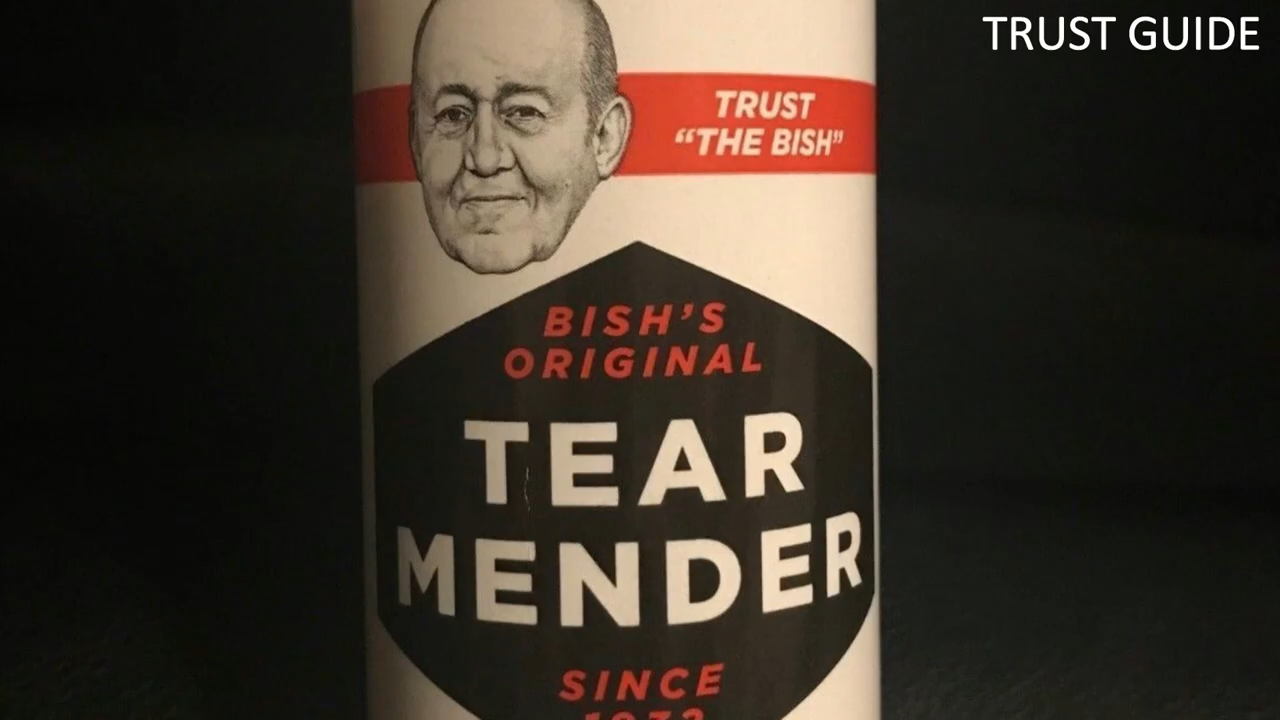 TRUST GUIDE
TRUST
“THE BISH”
BISH’S
ORIGINAL
TEAR
MENDER
SINCE